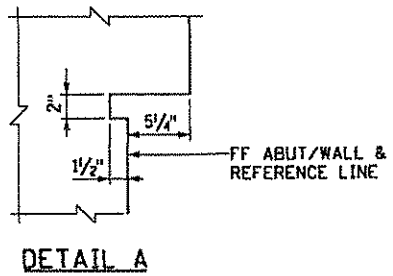 2"
5¼"
1½"
FF ABUT/WALL &
REFERENCE LINE
DETAIL A